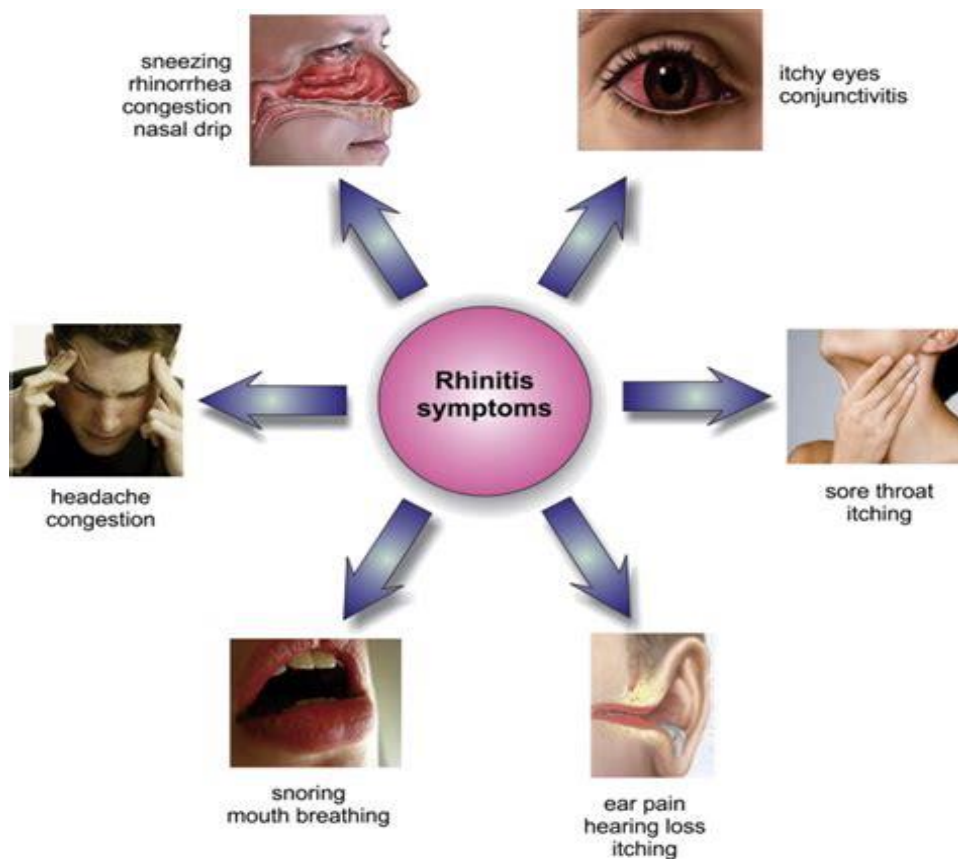 sneezing
rhinorrhea
congestion
nasal drip
itchy eyes
conjunctivitis
Rhinitis
symptoms
headache
congestion
sore throat
itching
snoring
mouth breathing
ear pain
hearing loss
itching